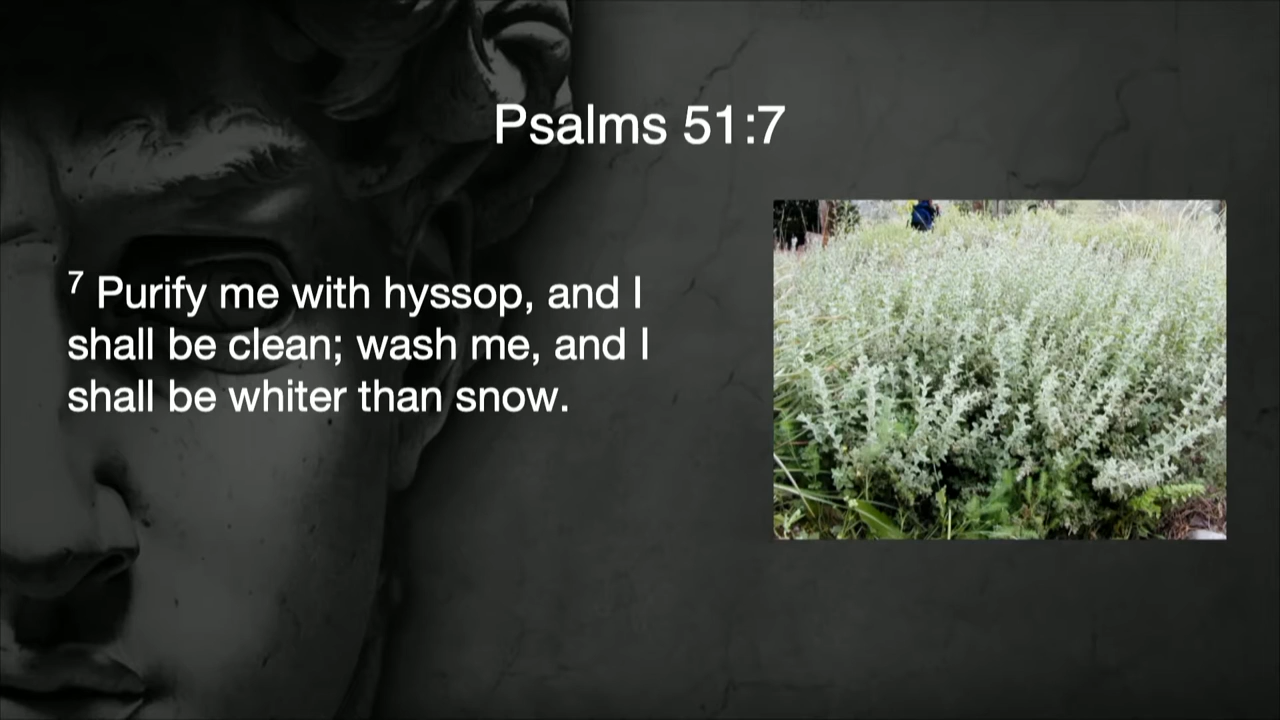 Psalms 51:7
7 Purify me with hyssop, and I
shall be clean; wash me, and I
shall be whiter than snow.